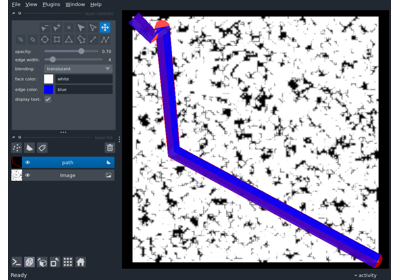 File View Plugins Window Help
opacity: 0.70
edge width: 4
blending: translucent
face color: white
edge color: blue
display text: ✓
path
Image
Ready
activity